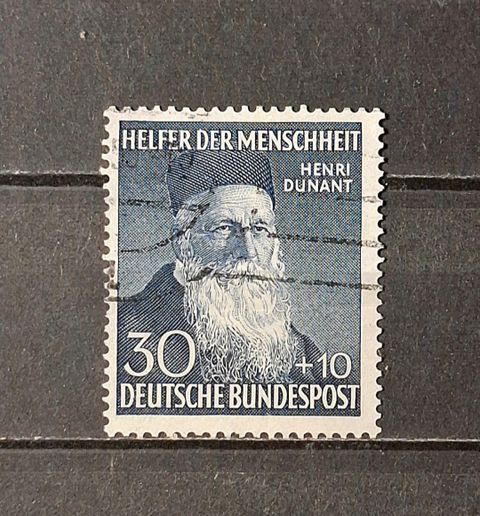 HELFER DER MENSCHHEIT
HENRI
DUNANT
30 +10
DEUTSCHE BUNDESPOST